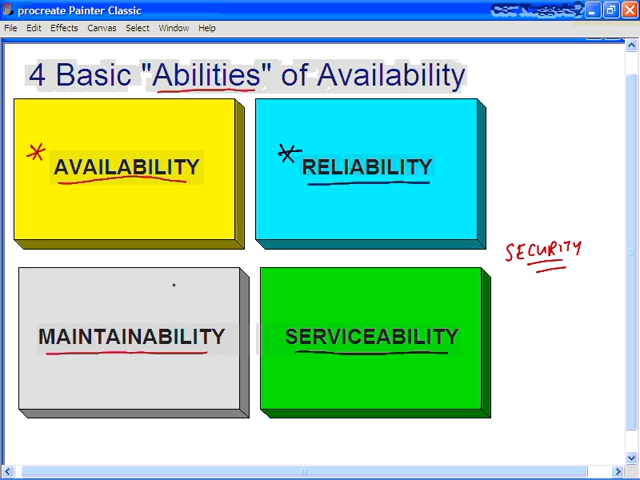 procreate Painter Classic
File Edit Effects Canvas Select Window Help
4 Basic "Abilities" of Availability
* AVAILABILITY
* RELIABILITY
SECURITY
MAINTAINABILITY
SERVICEABILITY